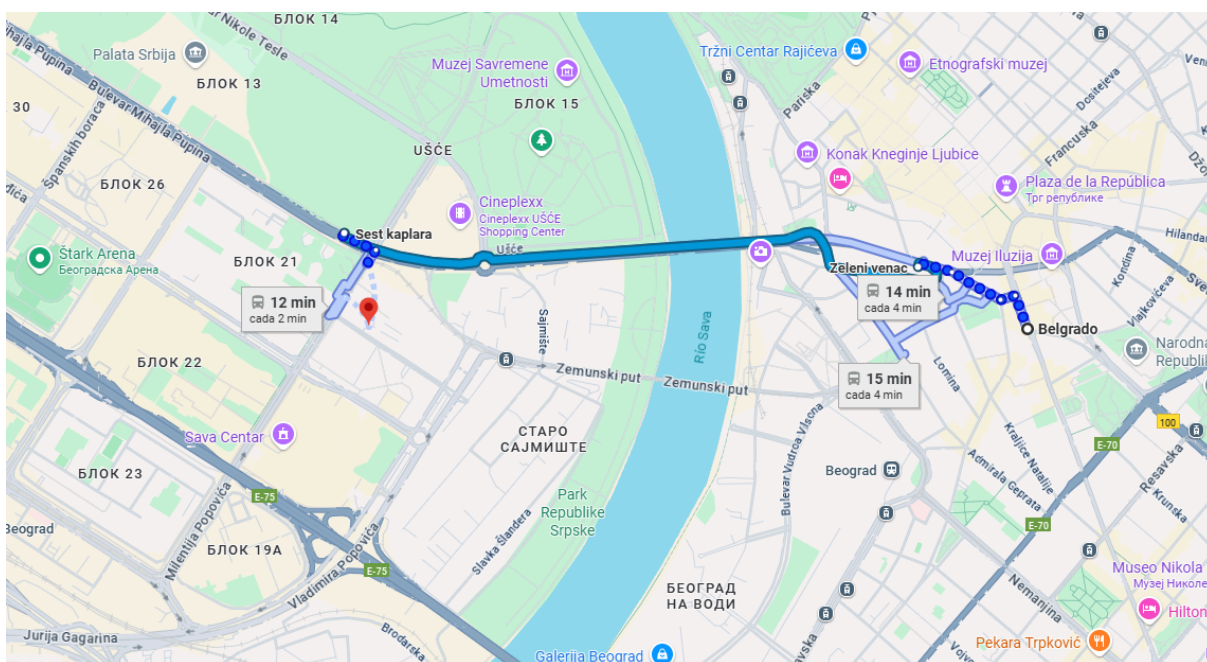 БЛОК 14
Palata Srbija
var Nikole Tesle
БЛОК 13
Mihajla Pupina
Bulevar Mihajla Pupina
30
Španskih boraca
БЛОК 26
Muzej Savremene
Umetnosti
БЛОК 15
UŠĆE
Cineplexx
Cineplexx UŠĆE
Shopping Center
Sest kaplara
Ušće
Štark Arena
Београдска Арена
БЛОК 21
12 min
cada 2 min
БЛОК 22
Sajmište
Zemunski put
Zemunski put
Río Sava
Sava Centar
СТАРО
САЈМИШТЕ
БЛОК 23
E-75
Park
Republike
Srpske
Beograd
БЛОК 19А
Milentija Popovića
Vladimira Popovića
E-75
Slavka Šlandera
Jurija Gagarina
Brodarska
Galerija Beograd
Tržni Centar Rajićeva
Etnografski muzej
Pariska
Dositejeva
Francuska
Konak Kneginje Ljubice
Plaza de la República
Трг републике
Hilandar
Muzej Iluzija
Zeleni venac
Kondina
14 min
cada 4 min
Belgrado
Vlajkovićeva
Narodna
Republik
15 min
cada 4 min
Lomina
100
E-70
Kraljice Natalije
Admirala Geprata
Resavska
Krunska
Beograd
E-70
БЕОГРАД
НА ВОДИ
Nemanjina
Museo Nikola
Музеј Николе
Hilton
Pekara Trpković